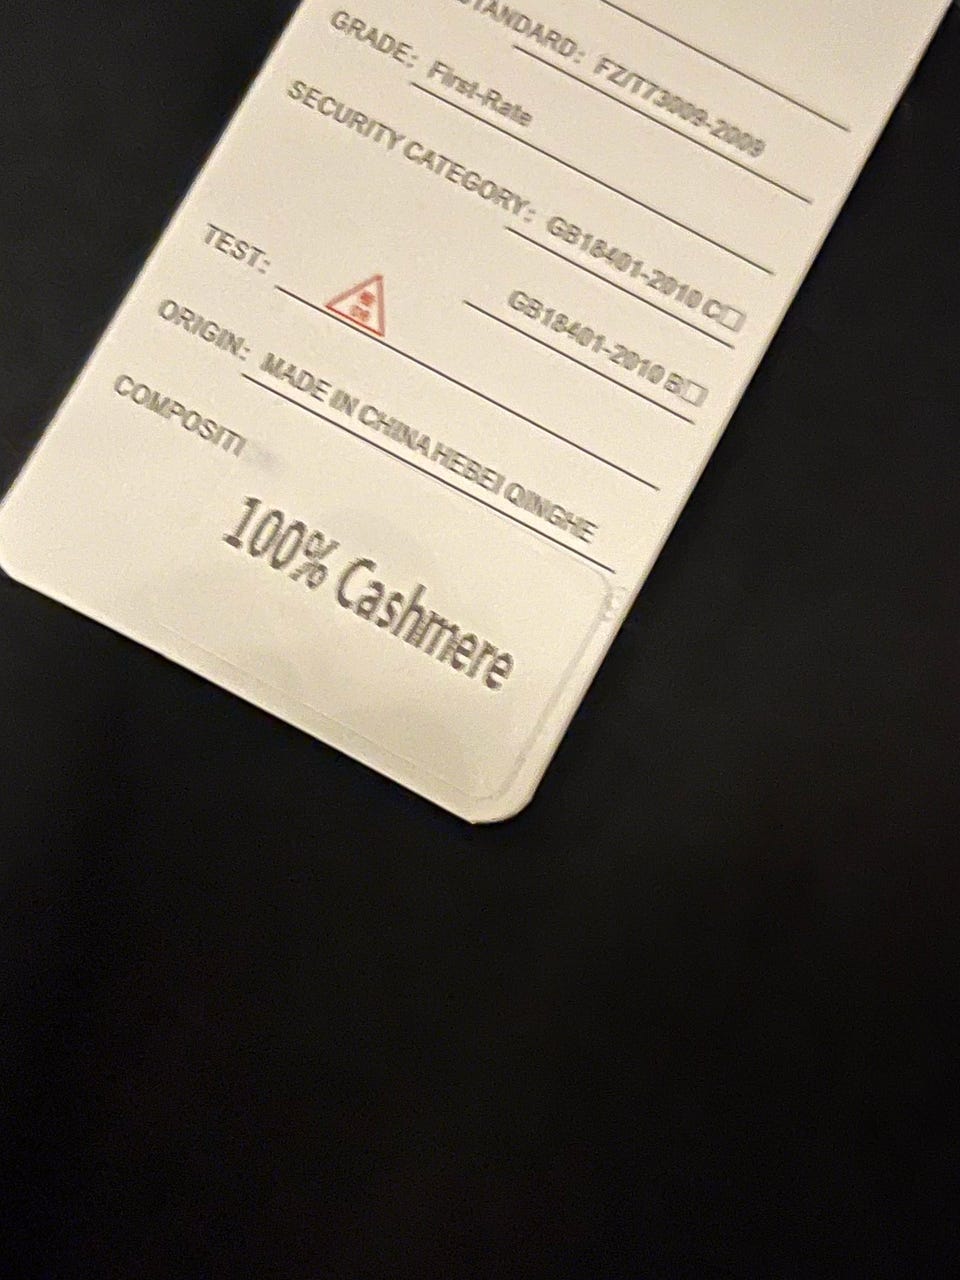 STANDARD: FZ/T73009-2009
GRADE: First-Rate
SECURITY CATEGORY: GB18401-2010 C□
GB18401-2010 B□
TEST:
ORIGIN: MADE IN CHINA HEBEI QINGHE
COMPOSITI
100% Cashmere